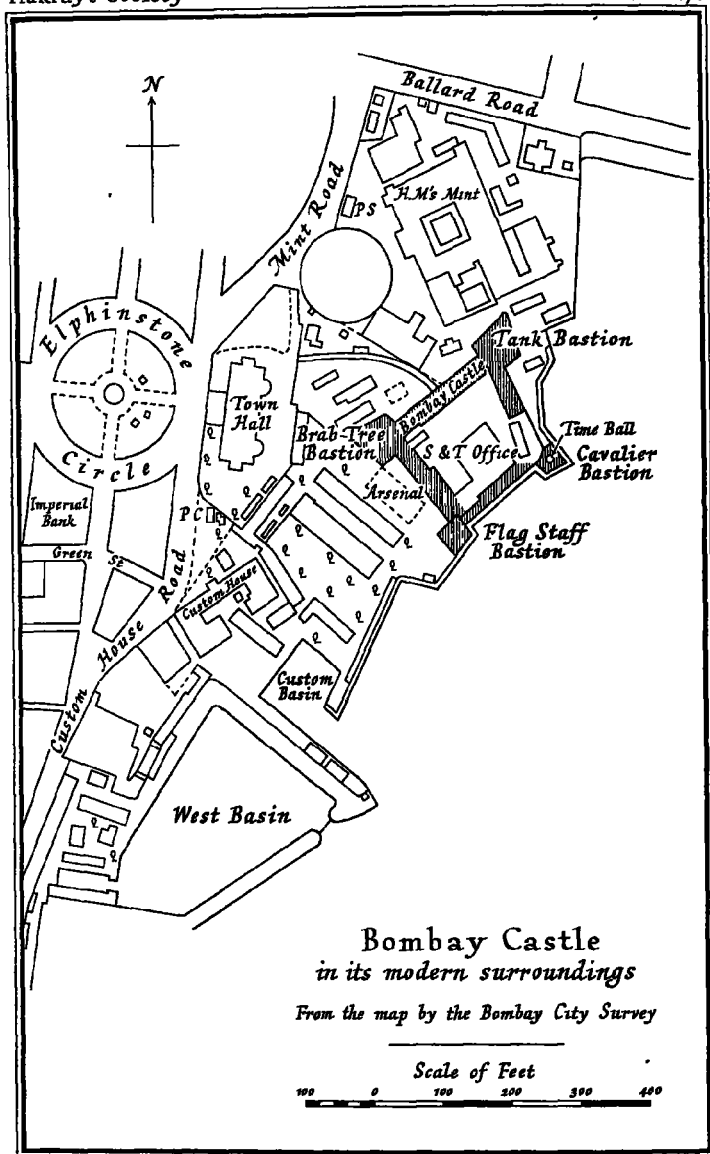 Hakluyt Society
Ballard Road
N
H.M's Mint
PS
Mint Road
Elphinstone
Circle
Tank Bastion
Bombay Castle
Town
Hall
Brab-Tree
Bastion
S & T Office
Time Ball
Cavalier
Bastion
Arsenal
Imperial
Bank
PC
Flag Staff
Bastion
Green
St
Custom House
Custom House Road
Custom
Basin
West Basin
Bombay Castle
in its modern surroundings
From the map by the Bombay City Survey
Scale of Feet
100 0 100 200 300 400